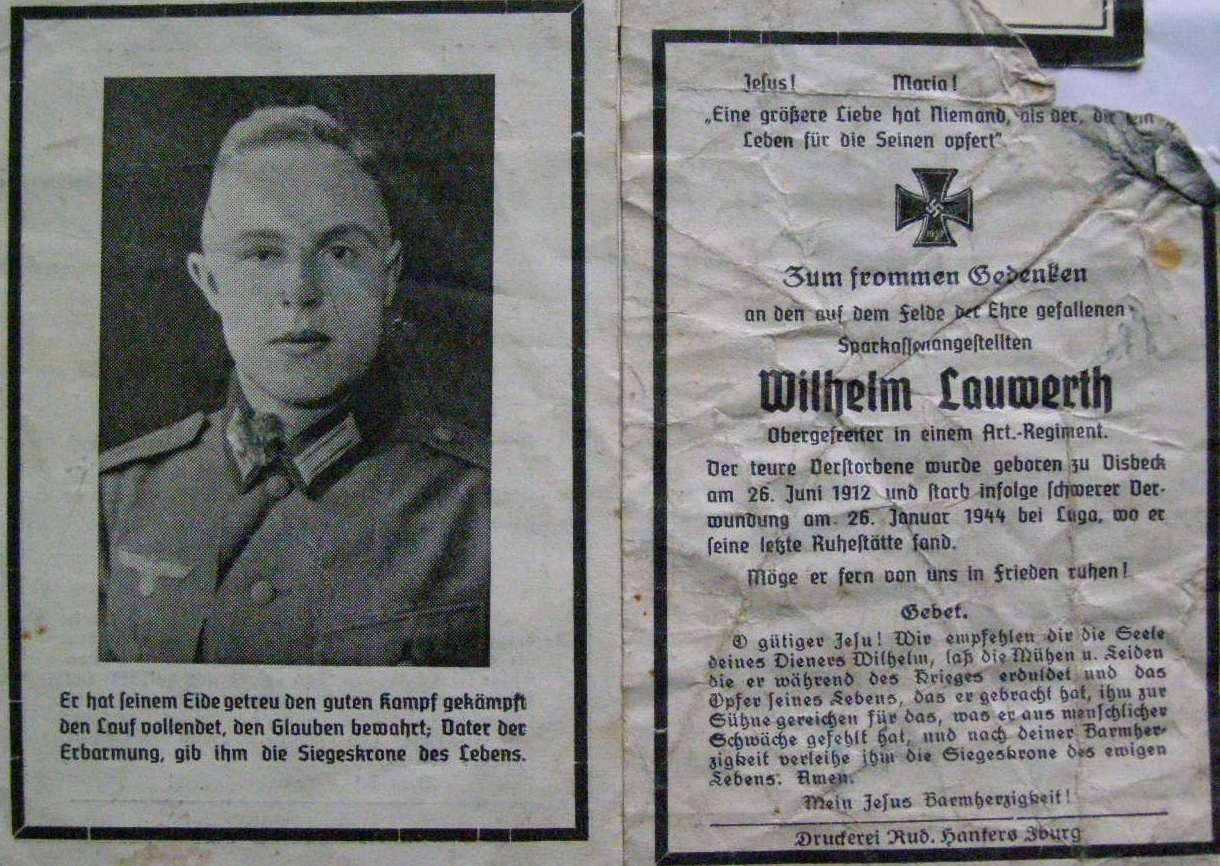 Er hat seinem Eide getreu den guten Kampf gekämpft
den Lauf vollendet, den Glauben bewahrt; Vater der
Erbarmung, gib ihm die Siegeskrone des Lebens.
Jesus! Maria!
„Eine größere Liebe hat Niemand, als der, der
Leben für die Seinen opfert".
1939
Zum frommen Gedenken
an den auf dem Felde der Ehre gefallenen
Sparkassenangestellten
Wilhelm Lauwerth
Obergefreiter in einem Art.-Regiment.
Der teure Verstorbene wurde geboren zu Visbeck
am 26. Juni 1912 und starb infolge schwerer Ver-
wundung am 26. Januar 1944 bei Luga, wo er
seine letzte Ruhestätte fand.
Möge er fern von uns in Frieden ruhen!
Gebet.
O gütiger Jesu! Wir empfehlen dir die Seele
deines Dieners Wilhelm, laß die Mühen u. Leiden
die er während des Krieges erduldet und das
Opfer seines Lebens, das er gebracht hat, ihm zur
Sühne gereichen für das, was er aus menschlicher
Schwäche gefehlt hat, und nach deiner Barmher-
zigkeit verleihe ihm die Siegeskrone des ewigen
Lebens. Amen.
Mein Jesus Barmherzigkeit!
Druckerei Rud. Hankers Iburg